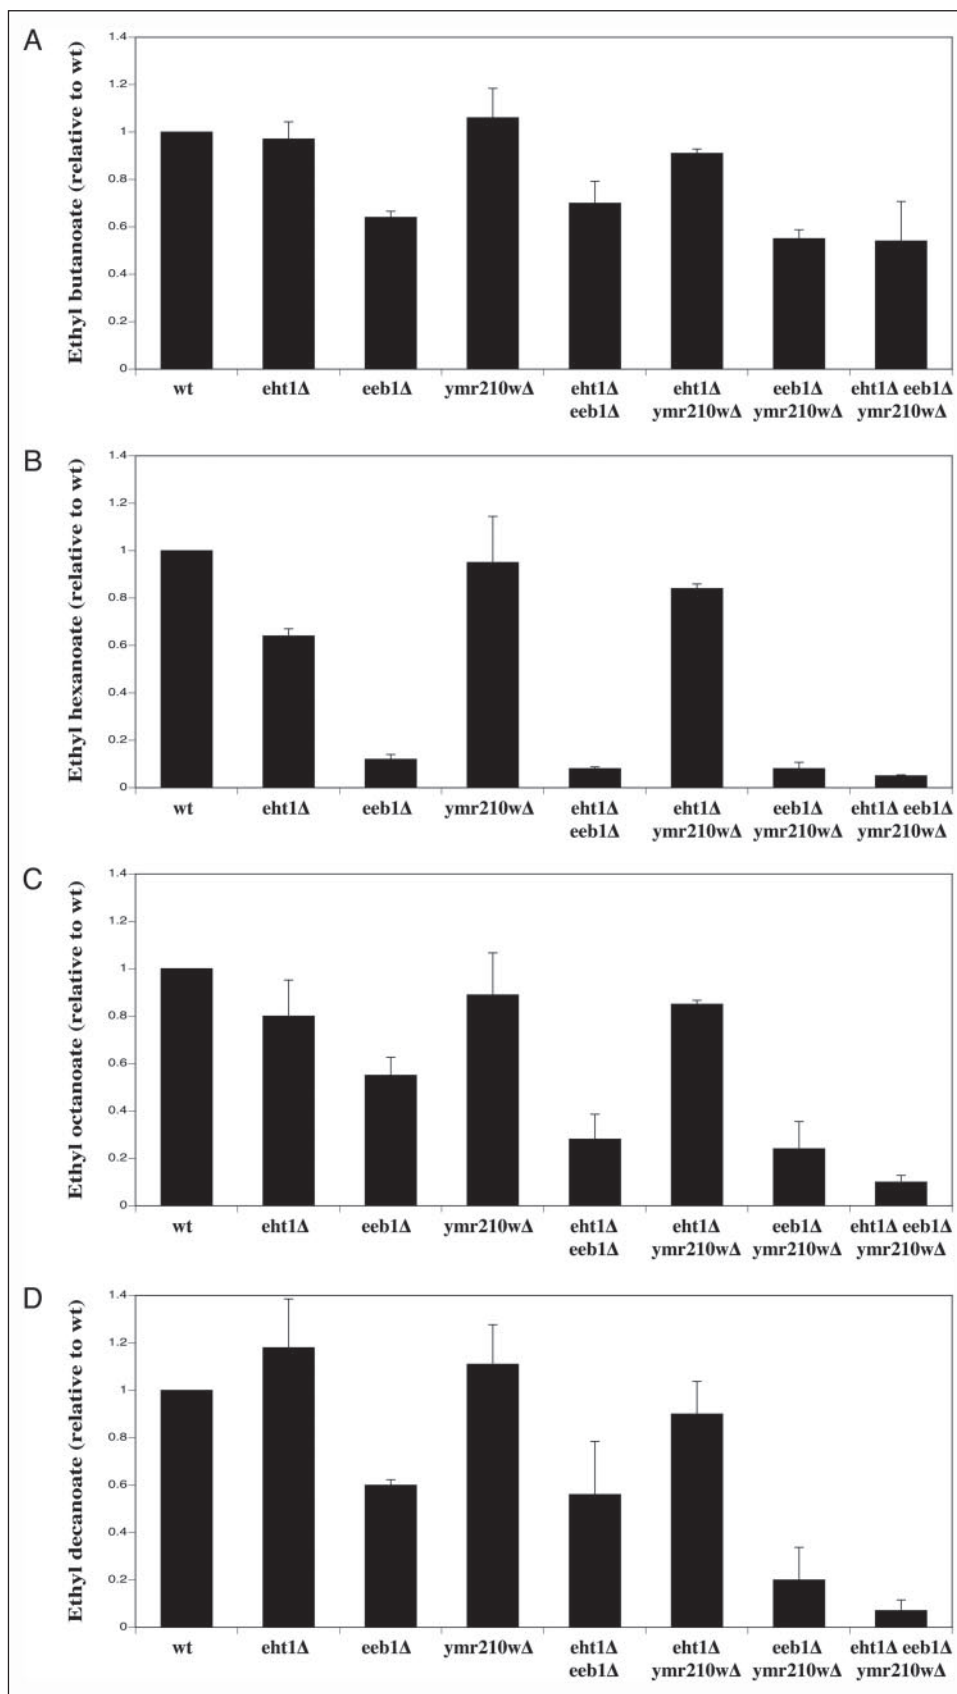 A
Ethyl butanoate (relative to wt)
1.4
1.2
1
0.8
0.6
0.4
0.2
0
wt eht1Δ eeb1Δ ymr210wΔ eht1Δ eht1Δ eeb1Δ eht1Δ eeb1Δ
eeb1Δ ymr210wΔ ymr210wΔ ymr210wΔ
B
Ethyl hexanoate (relative to wt)
1.4
1.2
1
0.8
0.6
0.4
0.2
0
wt eht1Δ eeb1Δ ymr210wΔ eht1Δ eht1Δ eeb1Δ eht1Δ eeb1Δ
eeb1Δ ymr210wΔ ymr210wΔ ymr210wΔ
C
Ethyl octanoate (relative to wt)
1.4
1.2
1
0.8
0.6
0.4
0.2
0
wt eht1Δ eeb1Δ ymr210wΔ eht1Δ eht1Δ eeb1Δ eht1Δ eeb1Δ
eeb1Δ ymr210wΔ ymr210wΔ ymr210wΔ
D
Ethyl decanoate (relative to wt)
1.4
1.2
1
0.8
0.6
0.4
0.2
0
wt eht1Δ eeb1Δ ymr210wΔ eht1Δ eht1Δ eeb1Δ eht1Δ eeb1Δ
eeb1Δ ymr210wΔ ymr210wΔ ymr210wΔ